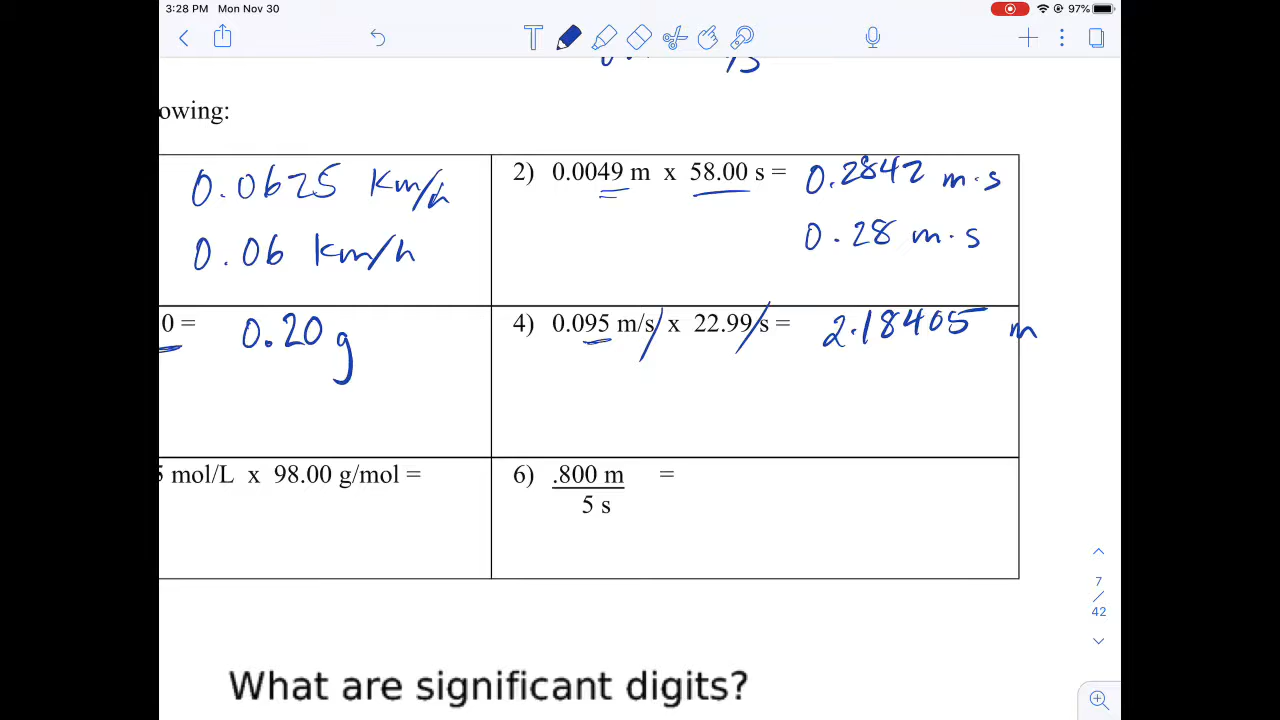 3:28 PM Mon Nov 30
97%
T
owing:
0.0625 km/h
0.06 km/h
2) 0.0049 m x 58.00 s = 0.2842 m·s
0.28 m·s
0 = 0.20 g
4) 0.095 m/s x 22.99 s = 2.18405 m
5 mol/L x 98.00 g/mol =
6) .800 m =
5 s
7
/
42
What are significant digits?